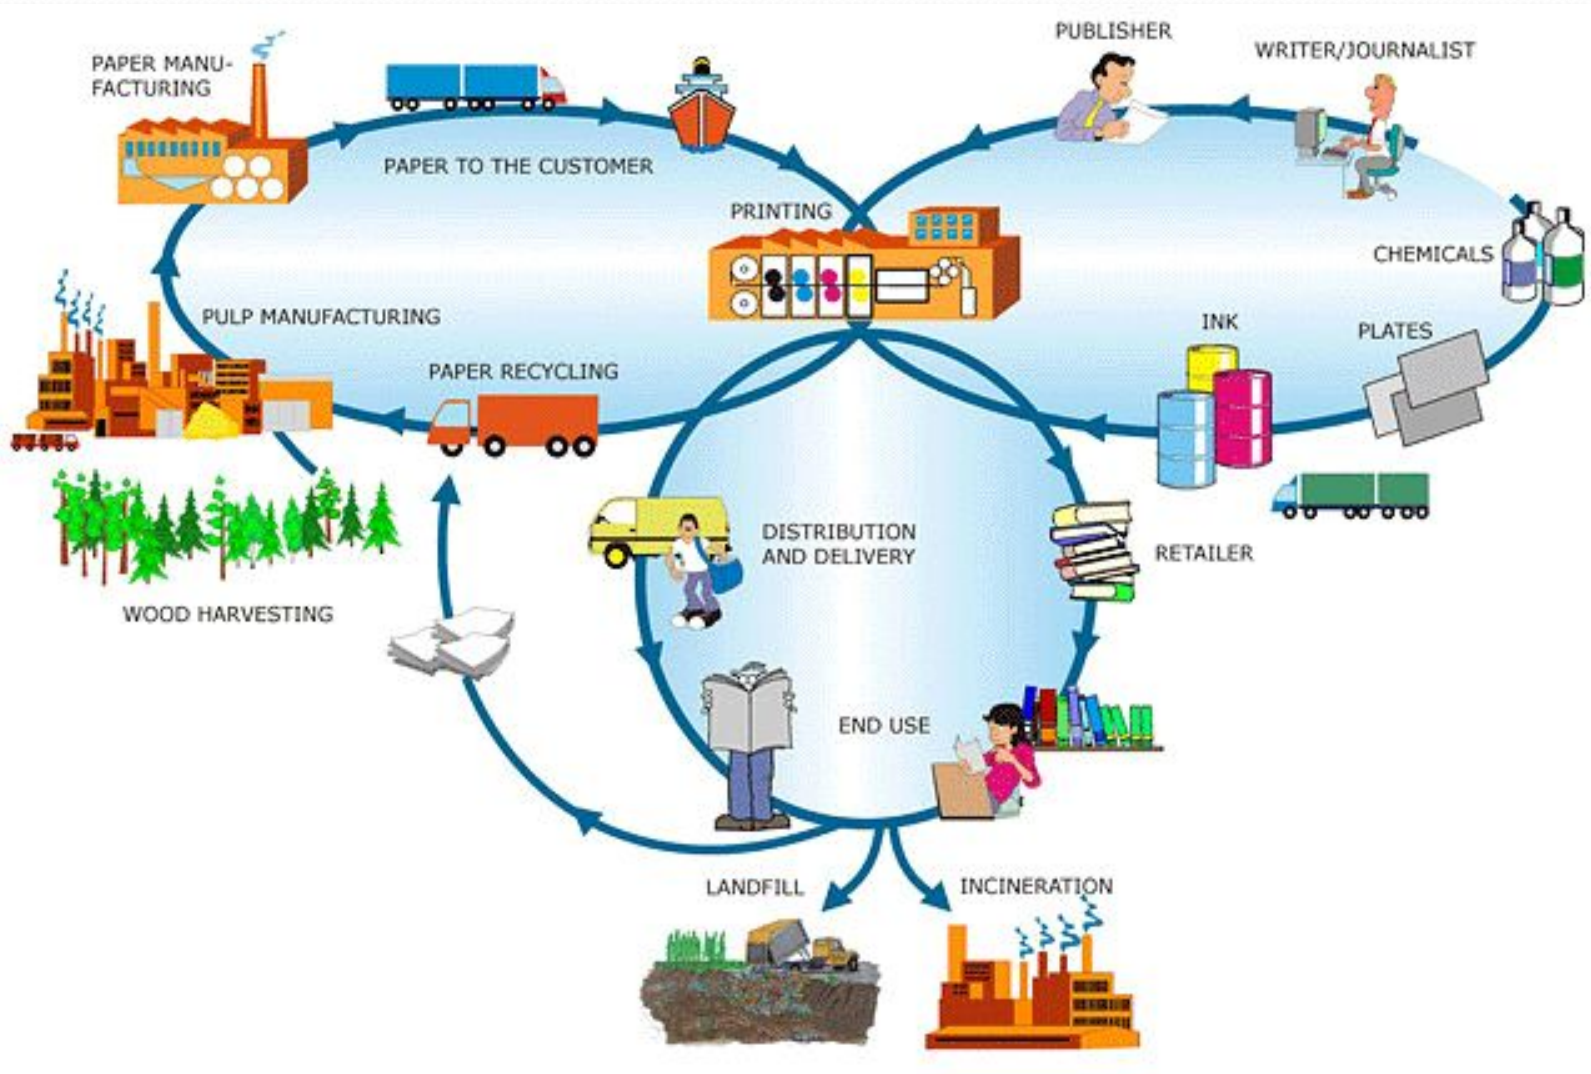 PUBLISHER
WRITER/JOURNALIST
PAPER MANU-
FACTURING
PAPER TO THE CUSTOMER
PRINTING
CHEMICALS
PULP MANUFACTURING
INK
PLATES
PAPER RECYCLING
DISTRIBUTION
AND DELIVERY
RETAILER
WOOD HARVESTING
END USE
LANDFILL
INCINERATION